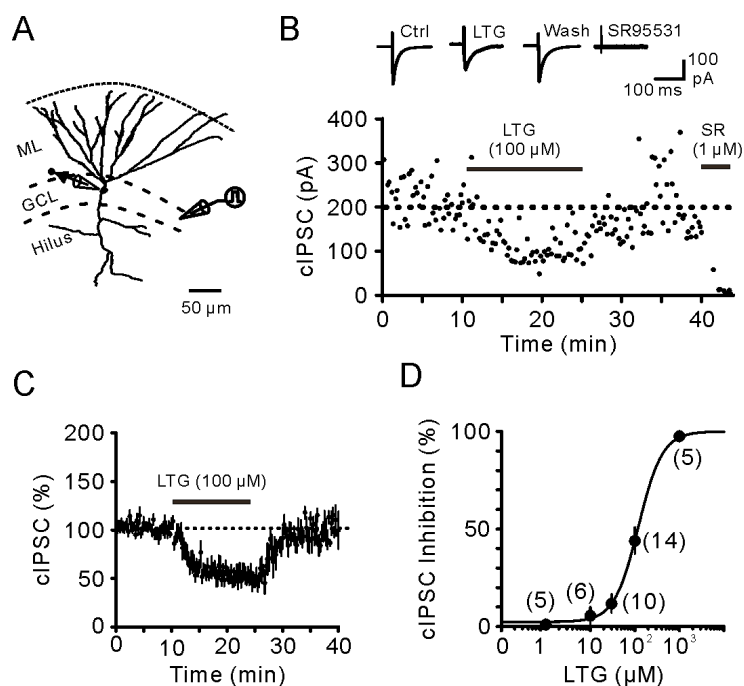 A
ML
GCL
Hilus
50 µm
B
Ctrl
LTG
Wash
SR95531
100 ms
100
pA
400
300
200
100
0
cIPSC (pA)
LTG
(100 µM)
SR
(1 µM)
0 10 20 30 40
Time (min)
C
200
150
100
50
0
cIPSC (%)
LTG (100 µM)
0 10 20 30 40
Time (min)
D
100
50
0
cIPSC Inhibition (%)
(5)
(6)
(10)
(14)
(5)
0 1 10 10² 10³
LTG (µM)